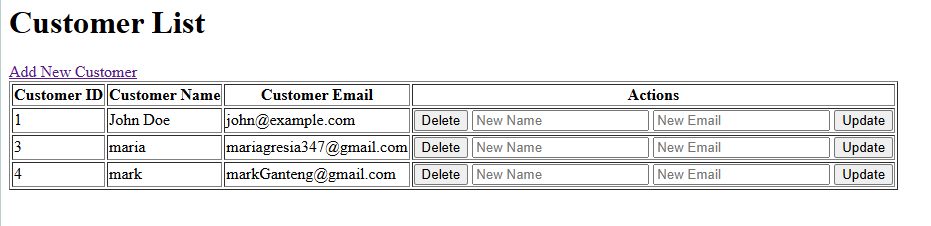 Customer List
Add New Customer
Customer ID Customer Name Customer Email Actions
1 John Doe john@example.com Delete New Name New Email Update
3 maria mariagresia347@gmail.com Delete New Name New Email Update
4 mark markGanteng@gmail.com Delete New Name New Email Update